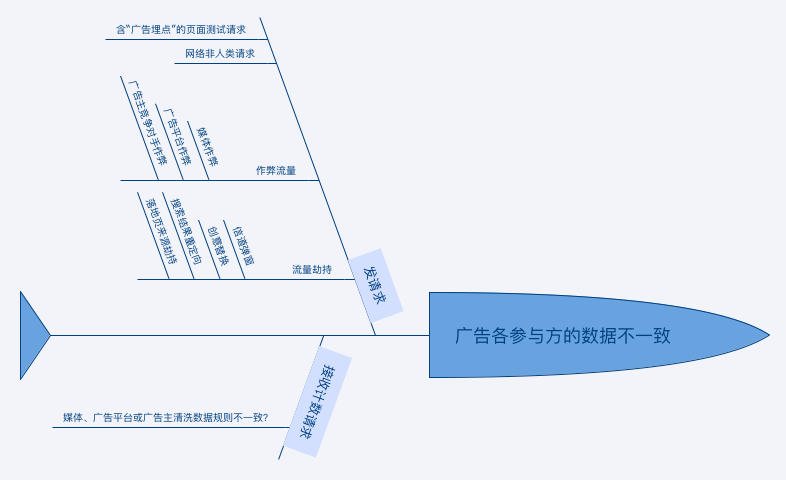 含“广告埋点”的页面测试请求
网络非人类请求
广告主竞争对手作弊
广告平台作弊
媒体作弊
作弊流量
落地页来源劫持
搜索结果重定向
创意替换
信道弹窗
流量劫持
发请求
广告各参与方的数据不一致
接收计数请求
媒体、广告平台或广告主清洗数据规则不一致?